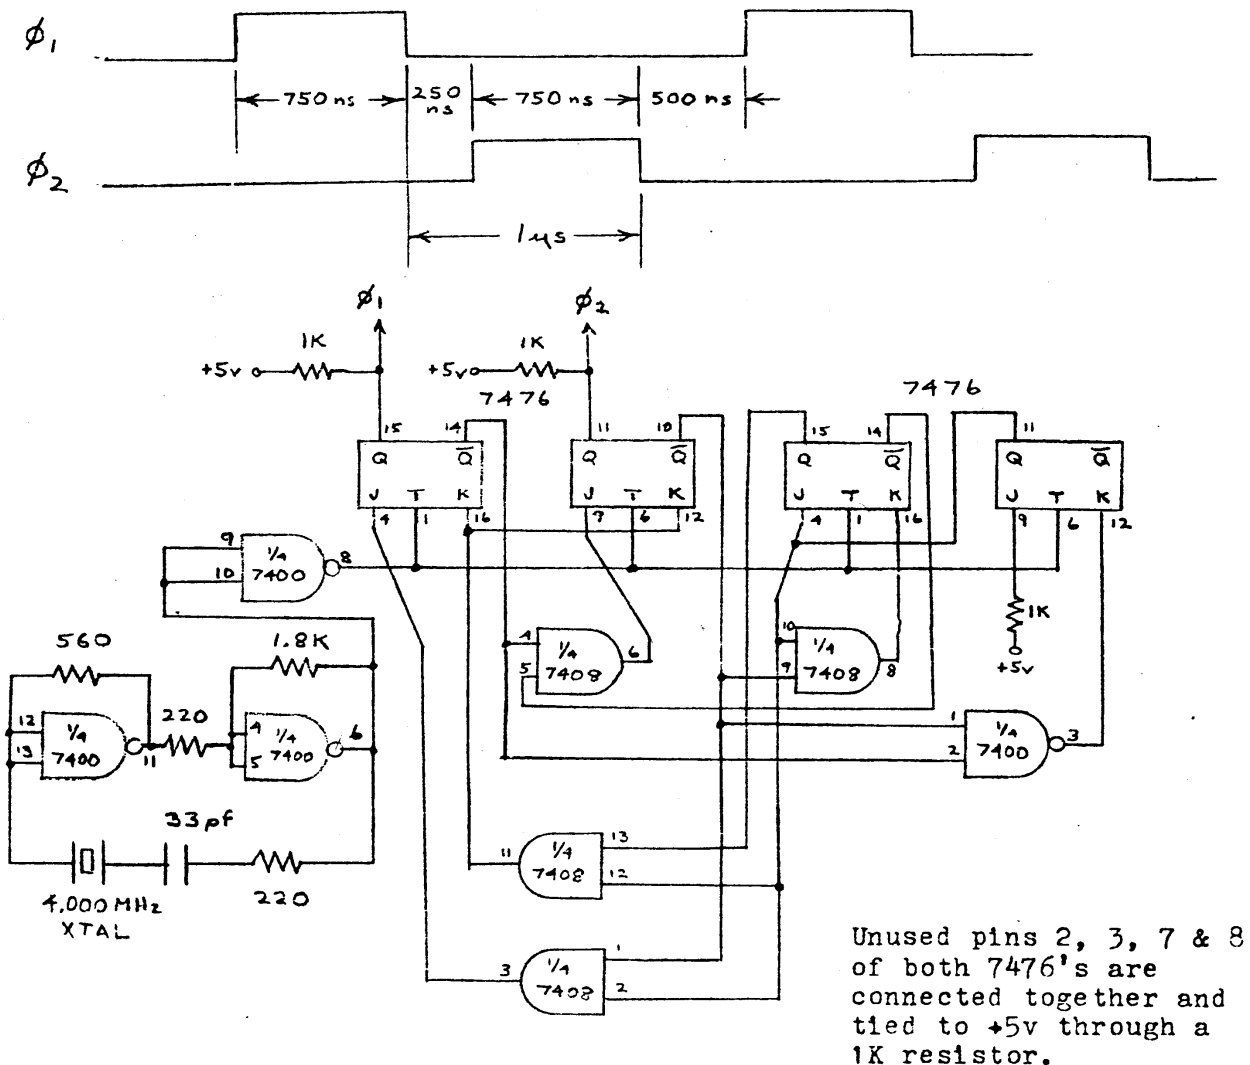 ϕ1
750 ns
250 ns
750 ns
500 ns
ϕ2
1μs
ϕ1
ϕ2
1K
1K
+5v
+5v
7476
7476
15
14
11
10
15
14
11
Q
Q̅
Q
Q̅
Q
Q̅
Q
Q̅
J
T
K
J
T
K
J
T
K
J
T
K
4
1
16
9
6
12
4
1
16
9
6
12
9
10
1/4
7400
8
1K
+5v
560
1.8K
4
5
1/4
7408
6
10
9
1/4
7408
8
12
13
1/4
7400
11
220
4
5
1/4
7400
6
1
2
1/4
7400
3
33pf
220
4.000 MHz
XTAL
11
1/4
7408
13
12
3
1/4
7408
1
2
Unused pins 2, 3, 7 & 8
of both 7476's are
connected together and
tied to +5v through a
1K resistor.